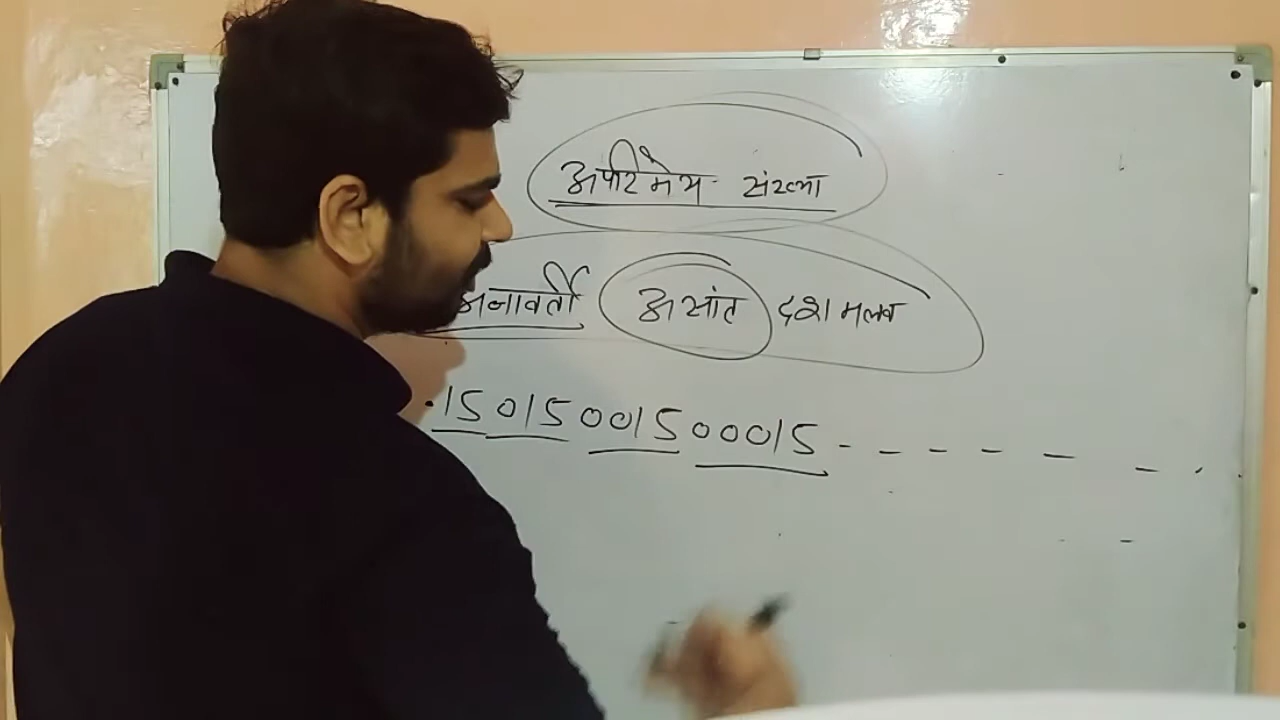 अपरिमेय - संख्या
अनावर्ती असांत दशमलव
.15015001500015 - - - - - - -